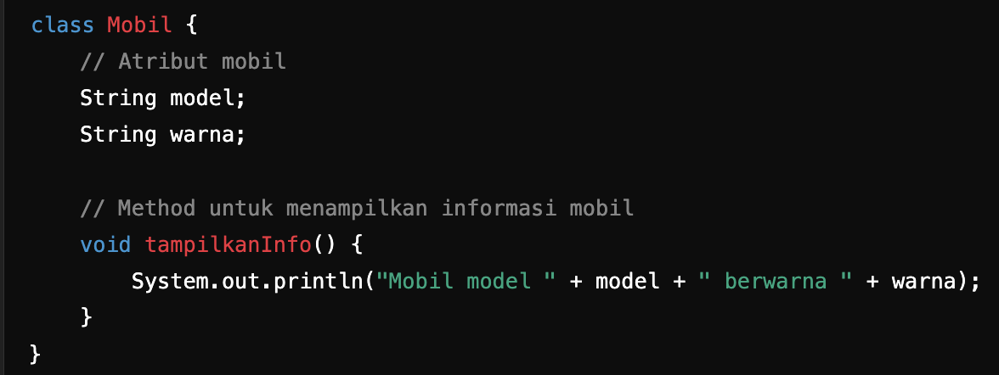 class Mobil {
    // Atribut mobil
    String model;
    String warna;

    // Method untuk menampilkan informasi mobil
    void tampilkanInfo() {
        System.out.println("Mobil model " + model + " berwarna " + warna);
    }
}